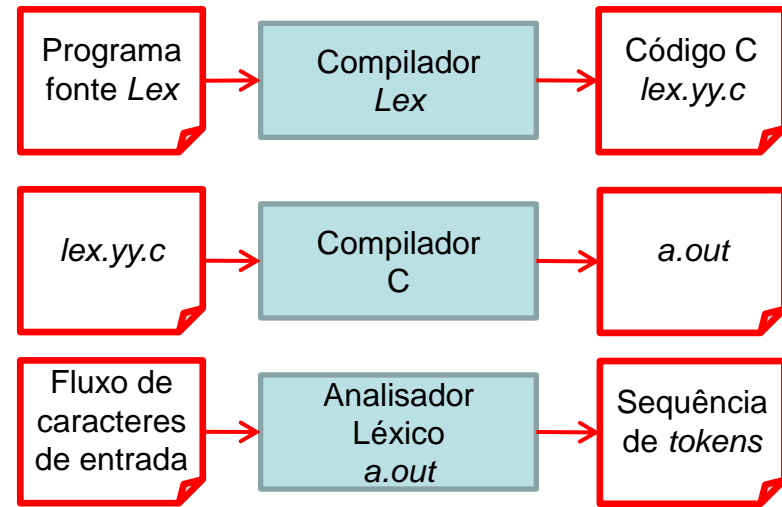 Programa
fonte Lex
Compilador
Lex
Código C
lex.yy.c
lex.yy.c
Compilador
C
a.out
Fluxo de
caracteres
de entrada
Analisador
Léxico
a.out
Sequência
de tokens